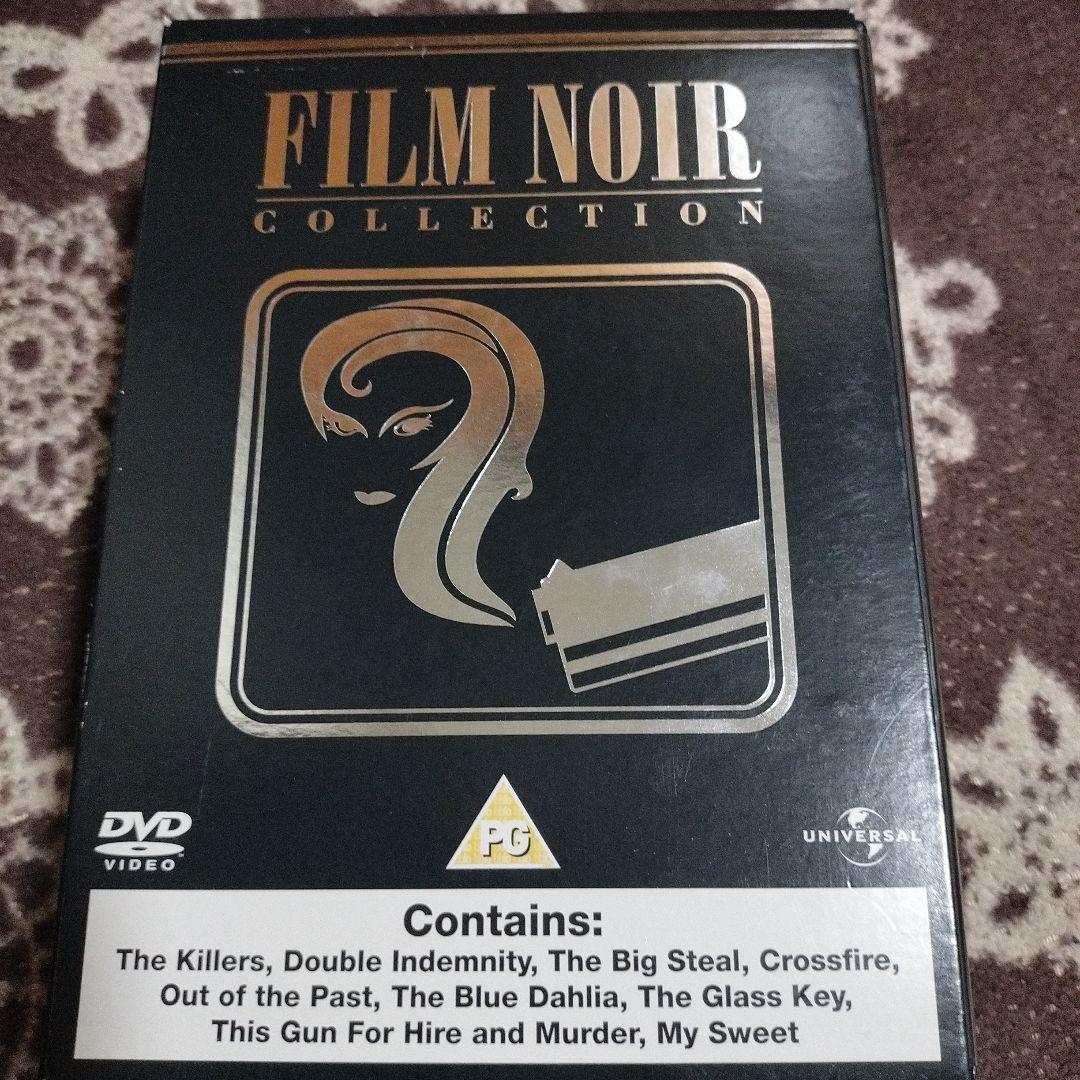 FILM NOIR
COLLECTION
DVD
VIDEO
PG
UNIVERSAL
Contains:
The Killers, Double Indemnity, The Big Steal, Crossfire,
Out of the Past, The Blue Dahlia, The Glass Key,
This Gun For Hire and Murder, My Sweet